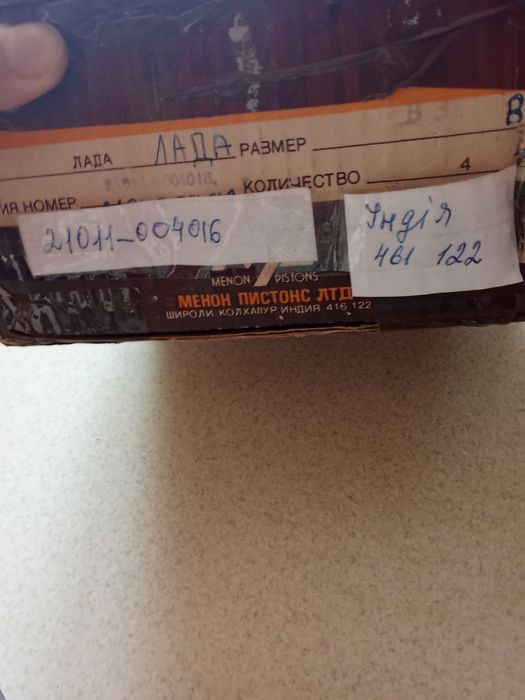 В
ЛАДА ЛАДА РАЗМЕР
КОЛИЧЕСТВО 4
ИЯ НОМЕР
21011-004016
Індія
461 122
MENON PISTONS
МЕНОН ПИСТОНС ЛТД
ШИРОЛИ КОЛХАПУР ИНДИЯ 416 122